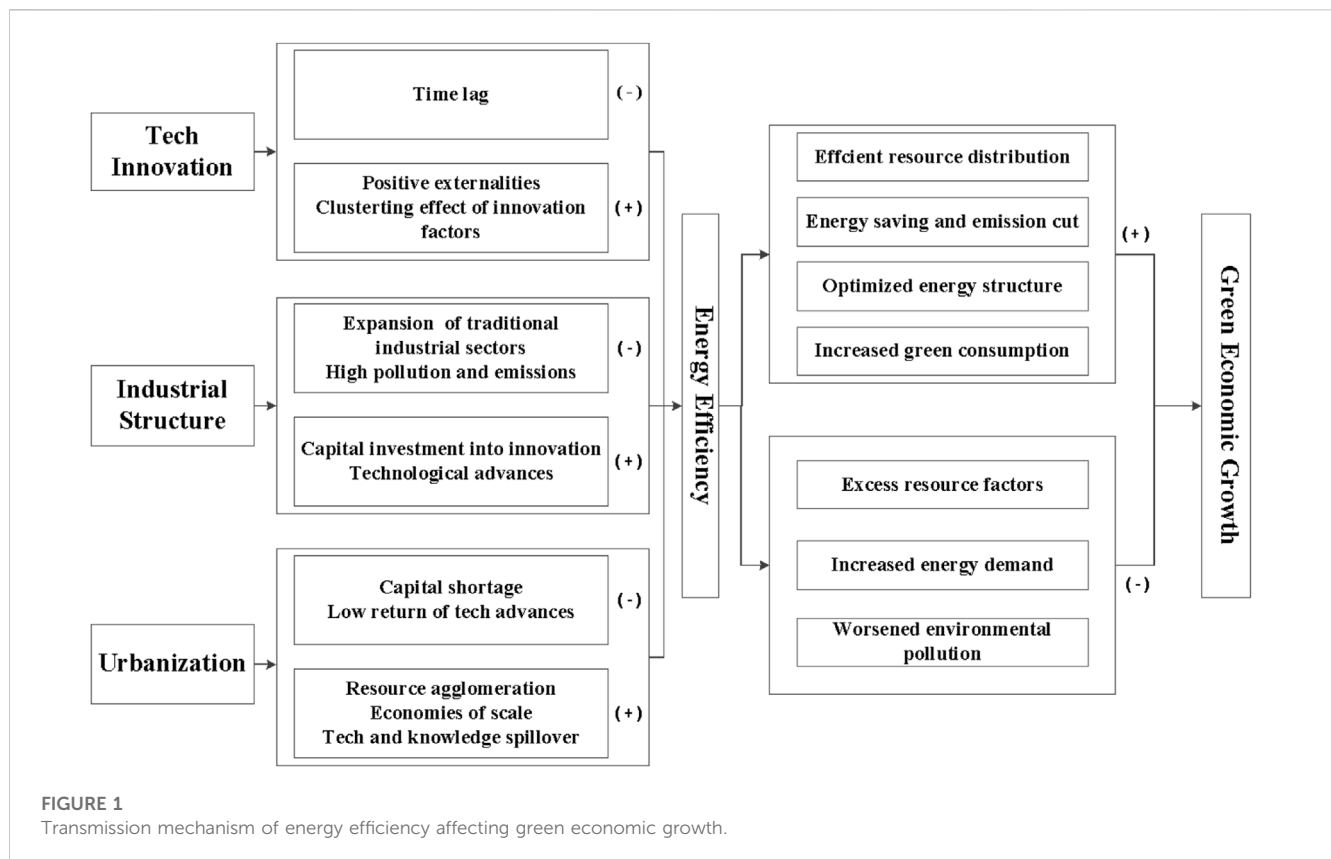 Tech
Innovation
Time lag
(-)
Positive externalities
Clusterting effect of innovation
factors
(+)
Industrial
Structure
Expansion of traditional
industrial sectors
High pollution and emissions
(-)
Capital investment into innovation
Technological advances
(+)
Urbanization
Capital shortage
Low return of tech advances
(-)
Resource agglomeration
Economies of scale
Tech and knowledge spillover
(+)
Energy Efficiency
Effcient resource distribution
Energy saving and emission cut
Optimized energy structure
Increased green consumption
(+)
Excess resource factors
Increased energy demand
Worsened environmental
pollution
(-)
Green Economic Growth
FIGURE 1
Transmission mechanism of energy efficiency affecting green economic growth.